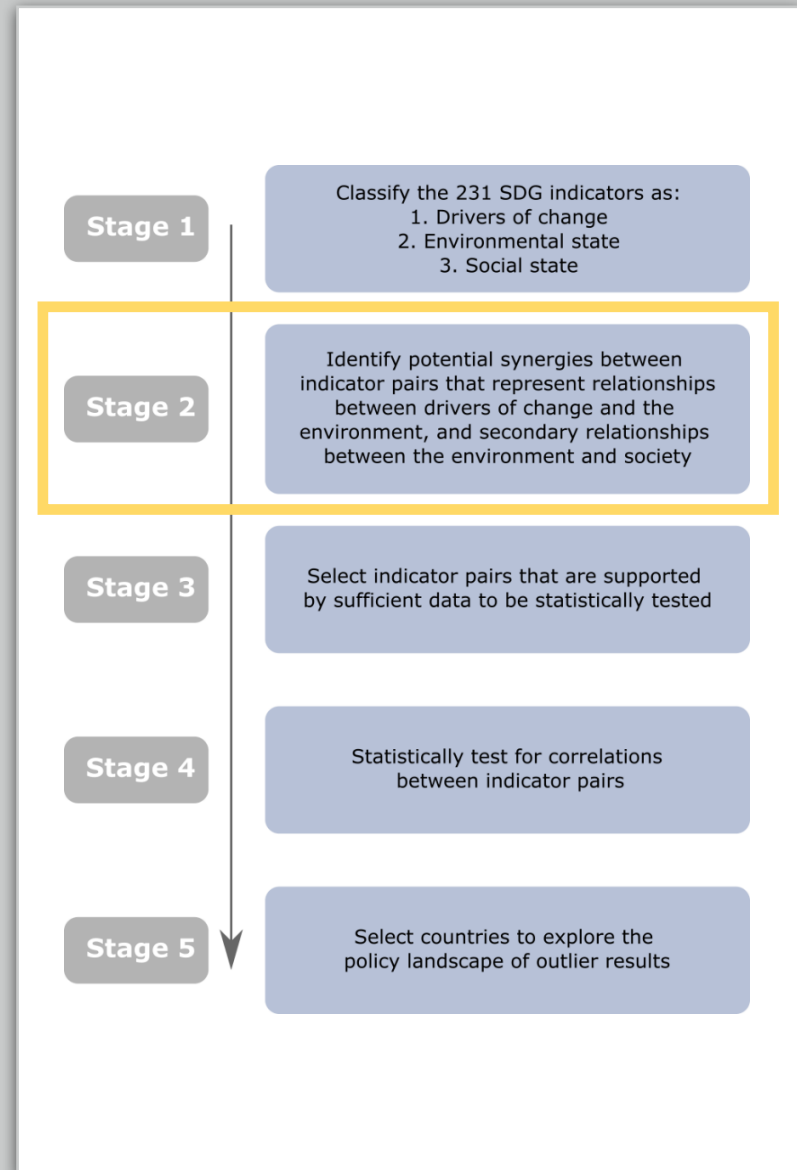 Stage 1
Classify the 231 SDG indicators as:
1. Drivers of change
2. Environmental state
3. Social state
Stage 2
Identify potential synergies between
indicator pairs that represent relationships
between drivers of change and the
environment, and secondary relationships
between the environment and society
Stage 3
Select indicator pairs that are supported
by sufficient data to be statistically tested
Stage 4
Statistically test for correlations
between indicator pairs
Stage 5
Select countries to explore the
policy landscape of outlier results